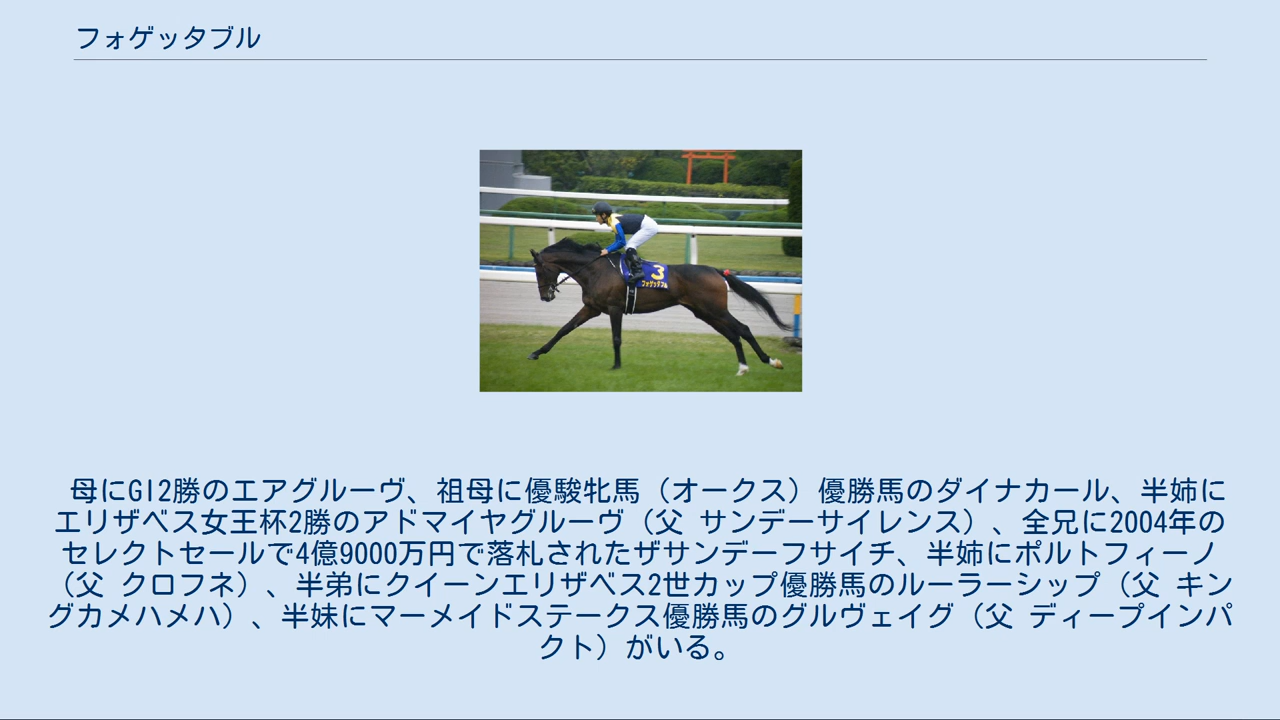 フォゲッタブル
3
フォゲッタブル
母にGI2勝のエアグルーヴ、祖母に優駿牝馬（オークス）優勝馬のダイナカール、半姉に
エリザベス女王杯2勝のアドマイヤグルーヴ（父 サンデーサイレンス）、全兄に2004年の
セレクトセールで4億9000万円で落札されたザサンデーフサイチ、半姉にポルトフィーノ
（父 クロフネ）、半弟にクイーンエリザベス2世カップ優勝馬のルーラーシップ（父 キン
グカメハメハ）、半妹にマーメイドステークス優勝馬のグルヴェイグ（父 ディープインパ
クト）がいる。